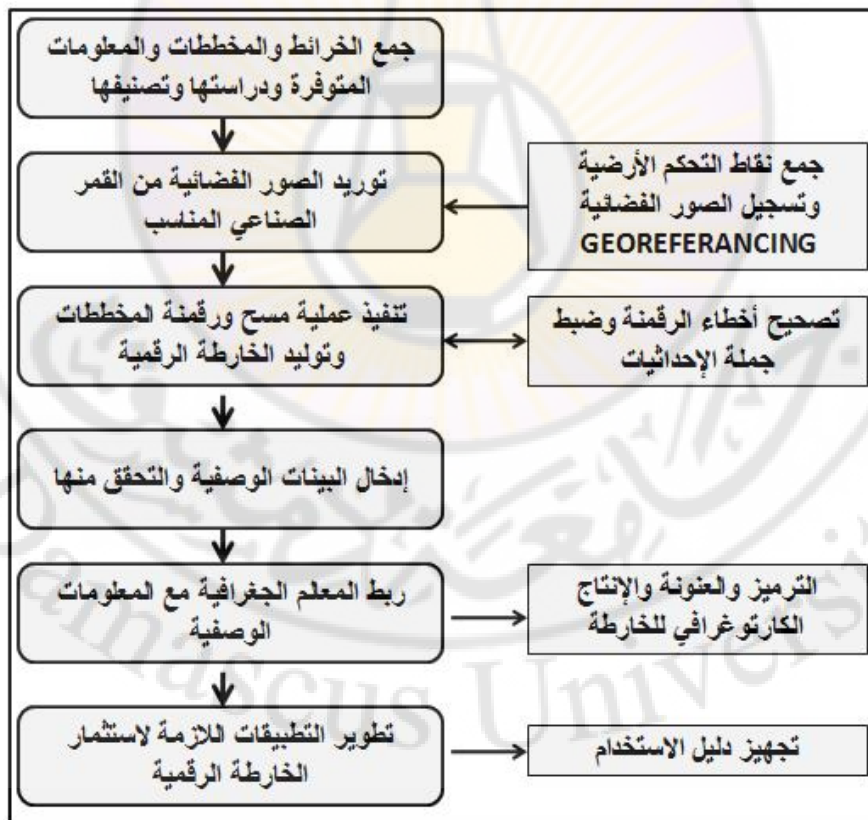 جمع الخرائط والمخططات والمعلومات
المتوفرة ودراستها وتصنيفها
توريد الصور الفضائية من القمر
الصناعي المناسب
جمع نقاط التحكم الأرضية
وتسجيل الصور الفضائية
GEOREFERANCING
تنفيذ عملية مسح ورقمنة المخططات
وتوليد الخارطة الرقمية
تصحيح أخطاء الرقمنة وضبط
جملة الإحداثيات
إدخال البينات الوصفية والتحقق منها
ربط المعالم الجغرافية مع المعلومات
الوصفية
الترميز والعنونة والإنتاج
الكارتوغرافي للخارطة
تطوير التطبيقات اللازمة لاستثمار
الخارطة الرقمية
تجهيز دليل الاستخدام
Damascus Universi